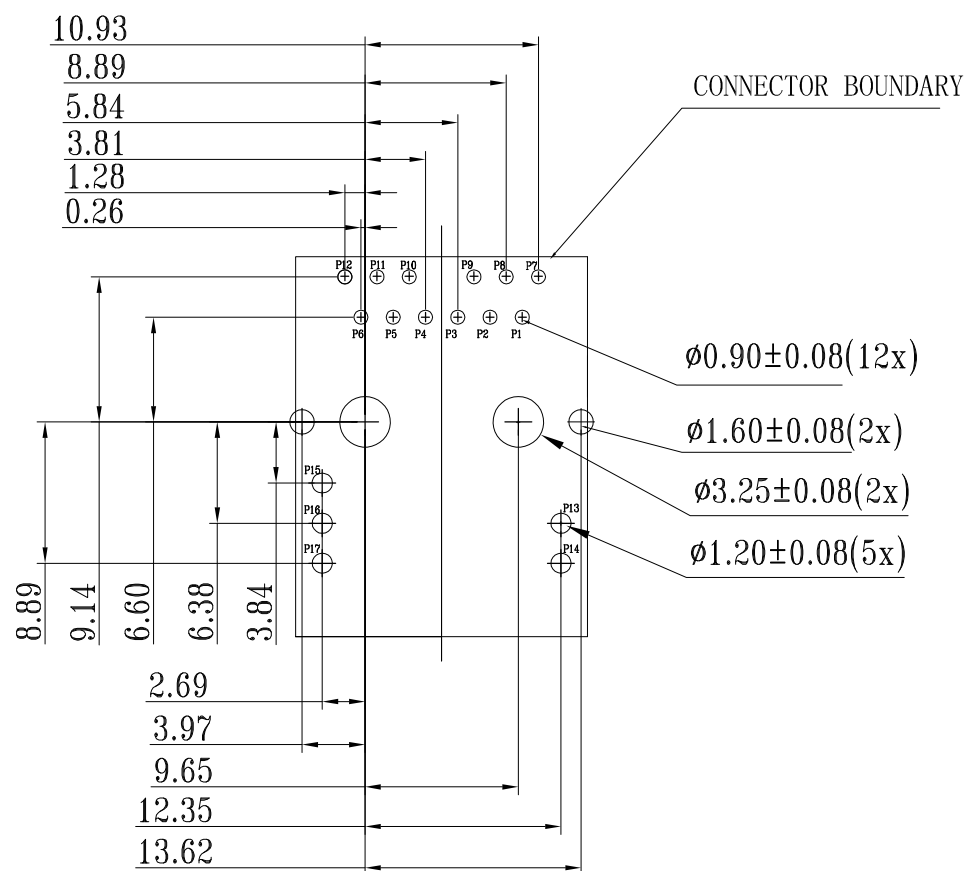 10.93
8.89
CONNECTOR BOUNDARY
5.84
3.81
1.28
0.26
P12 P11 P10 P9 P8 P7
P6 P5 P4 P3 P2 P1
ø0.90±0.08(12x)
ø1.60±0.08(2x)
P15
ø3.25±0.08(2x)
P16 P13
P17 P14
ø1.20±0.08(5x)
8.89
9.14
6.60
6.38
3.84
2.69
3.97
9.65
12.35
13.62